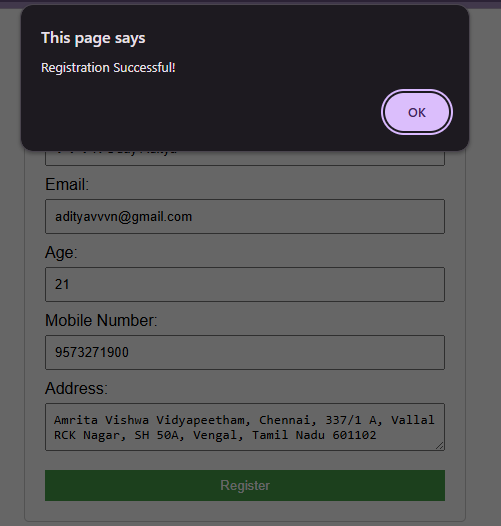 This page says
Registration Successful!
OK
Email:
adityavvvn@gmail.com
Age:
21
Mobile Number:
9573271900
Address:
Amrita Vishwa Vidyapeetham, Chennai, 337/1 A, Vallal
RCK Nagar, SH 50A, Vengal, Tamil Nadu 601102
Register